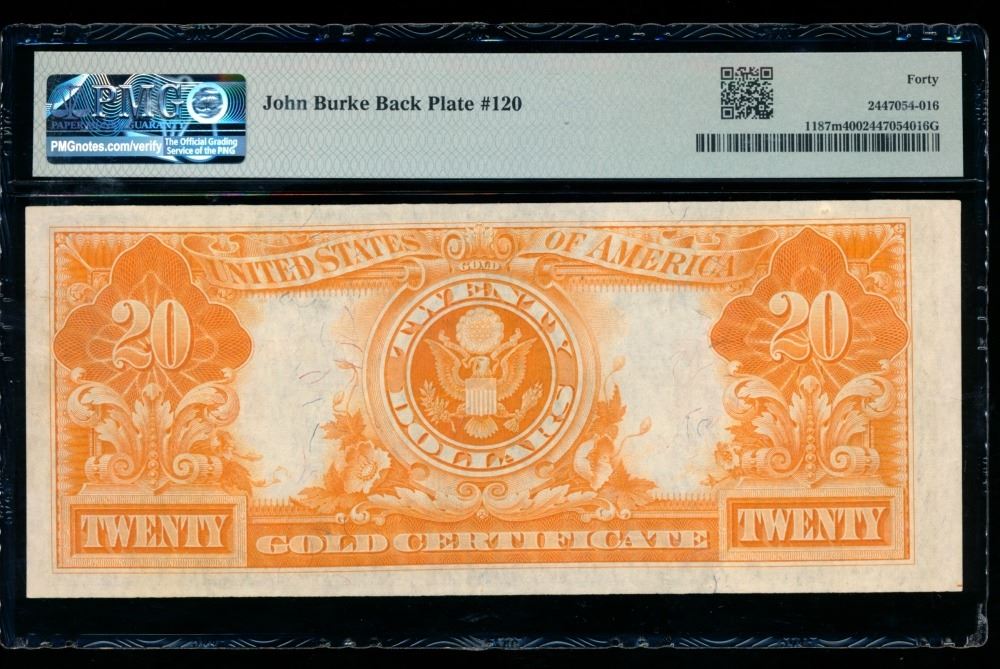 PMG
PAPER MONEY GUARANTY
PMGnotes.com/verify
The Official Grading
Service of the PNG
John Burke Back Plate #120
Forty
2447054-016
1187m4002447054016G
UNITED STATES OF AMERICA
GOLD
20
20
TWENTY
DOLLARS
TWENTY
GOLD CERTIFICATE
TWENTY